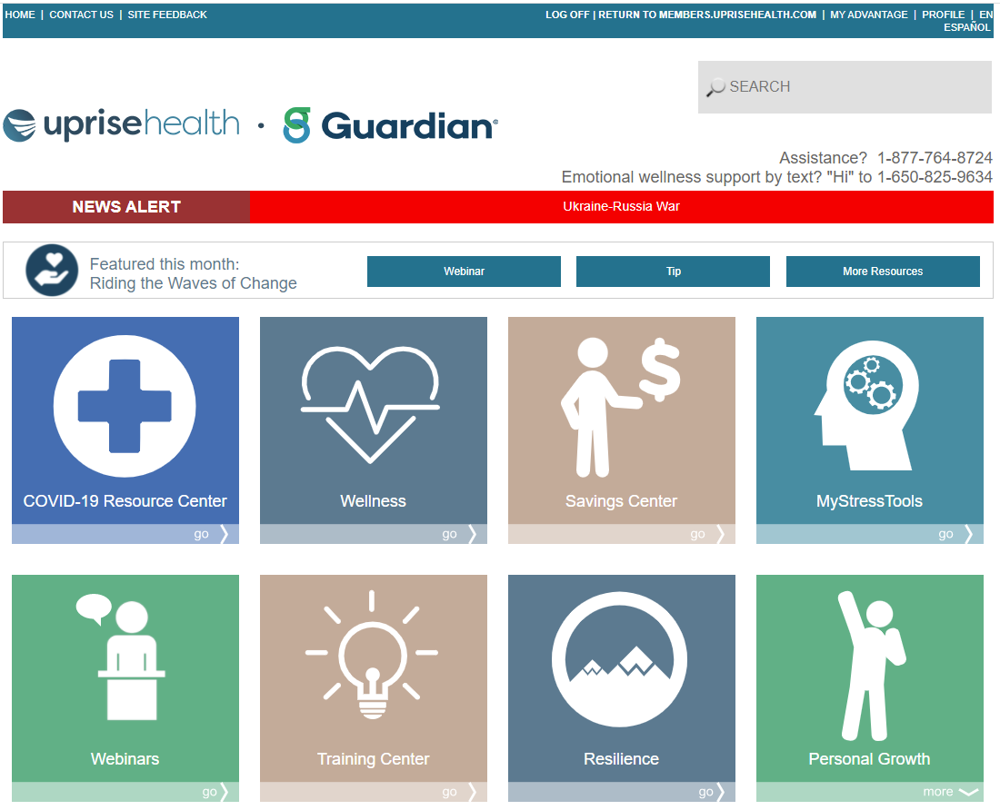 HOME | CONTACT US | SITE FEEDBACK
LOG OFF | RETURN TO MEMBERS.UPRISEHEALTH.COM | MY ADVANTAGE | PROFILE | EN
ESPAÑOL
SEARCH
uprisehealth · Guardian®
Assistance? 1-877-764-8724
Emotional wellness support by text? "Hi" to 1-650-825-9634
NEWS ALERT
Ukraine-Russia War
Featured this month:
Riding the Waves of Change
Webinar
Tip
More Resources
COVID-19 Resource Center
go
Wellness
go
Savings Center
go
MyStressTools
go
Webinars
go
Training Center
go
Resilience
go
Personal Growth
more